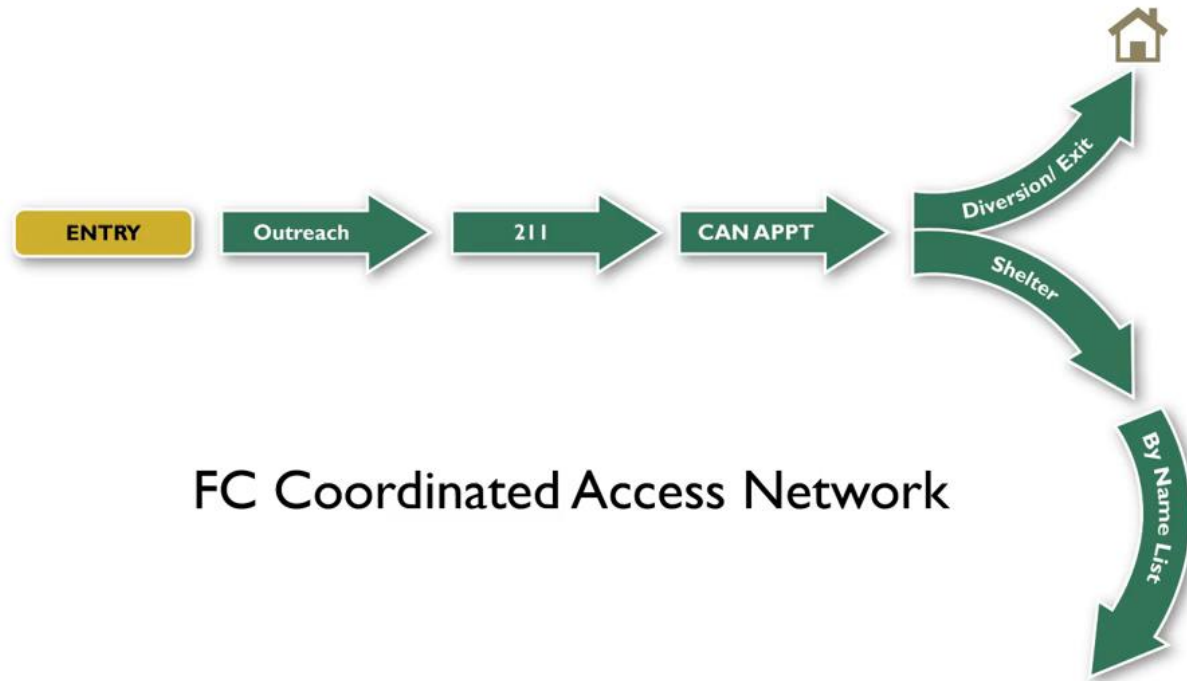 ENTRY
Outreach
211
CAN APPT
Diversion/ Exit
Shelter
By Name List
FC Coordinated Access Network